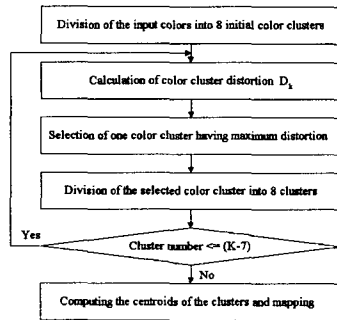 Division of the input colors into 8 initial color clusters
Calculation of color cluster distortion Dk
Selection of one color cluster having maximum distortion
Division of the selected color cluster into 8 clusters
Yes
Cluster number <= (K-7)
No
Computing the centroids of the clusters and mapping